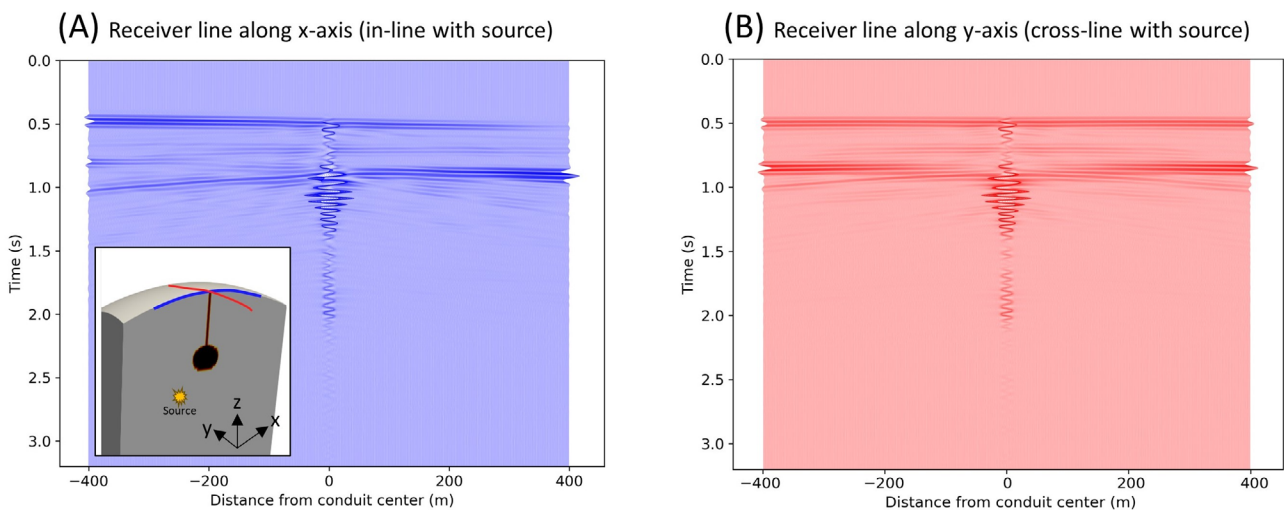 (A) Receiver line along x-axis (in-line with source)
0.0
0.5
1.0
1.5
2.0
2.5
3.0
Time (s)
−400
−200
0
200
400
Distance from conduit center (m)
Source
z
y
x
(B) Receiver line along y-axis (cross-line with source)
0.0
0.5
1.0
1.5
2.0
2.5
3.0
Time (s)
−400
−200
0
200
400
Distance from conduit center (m)